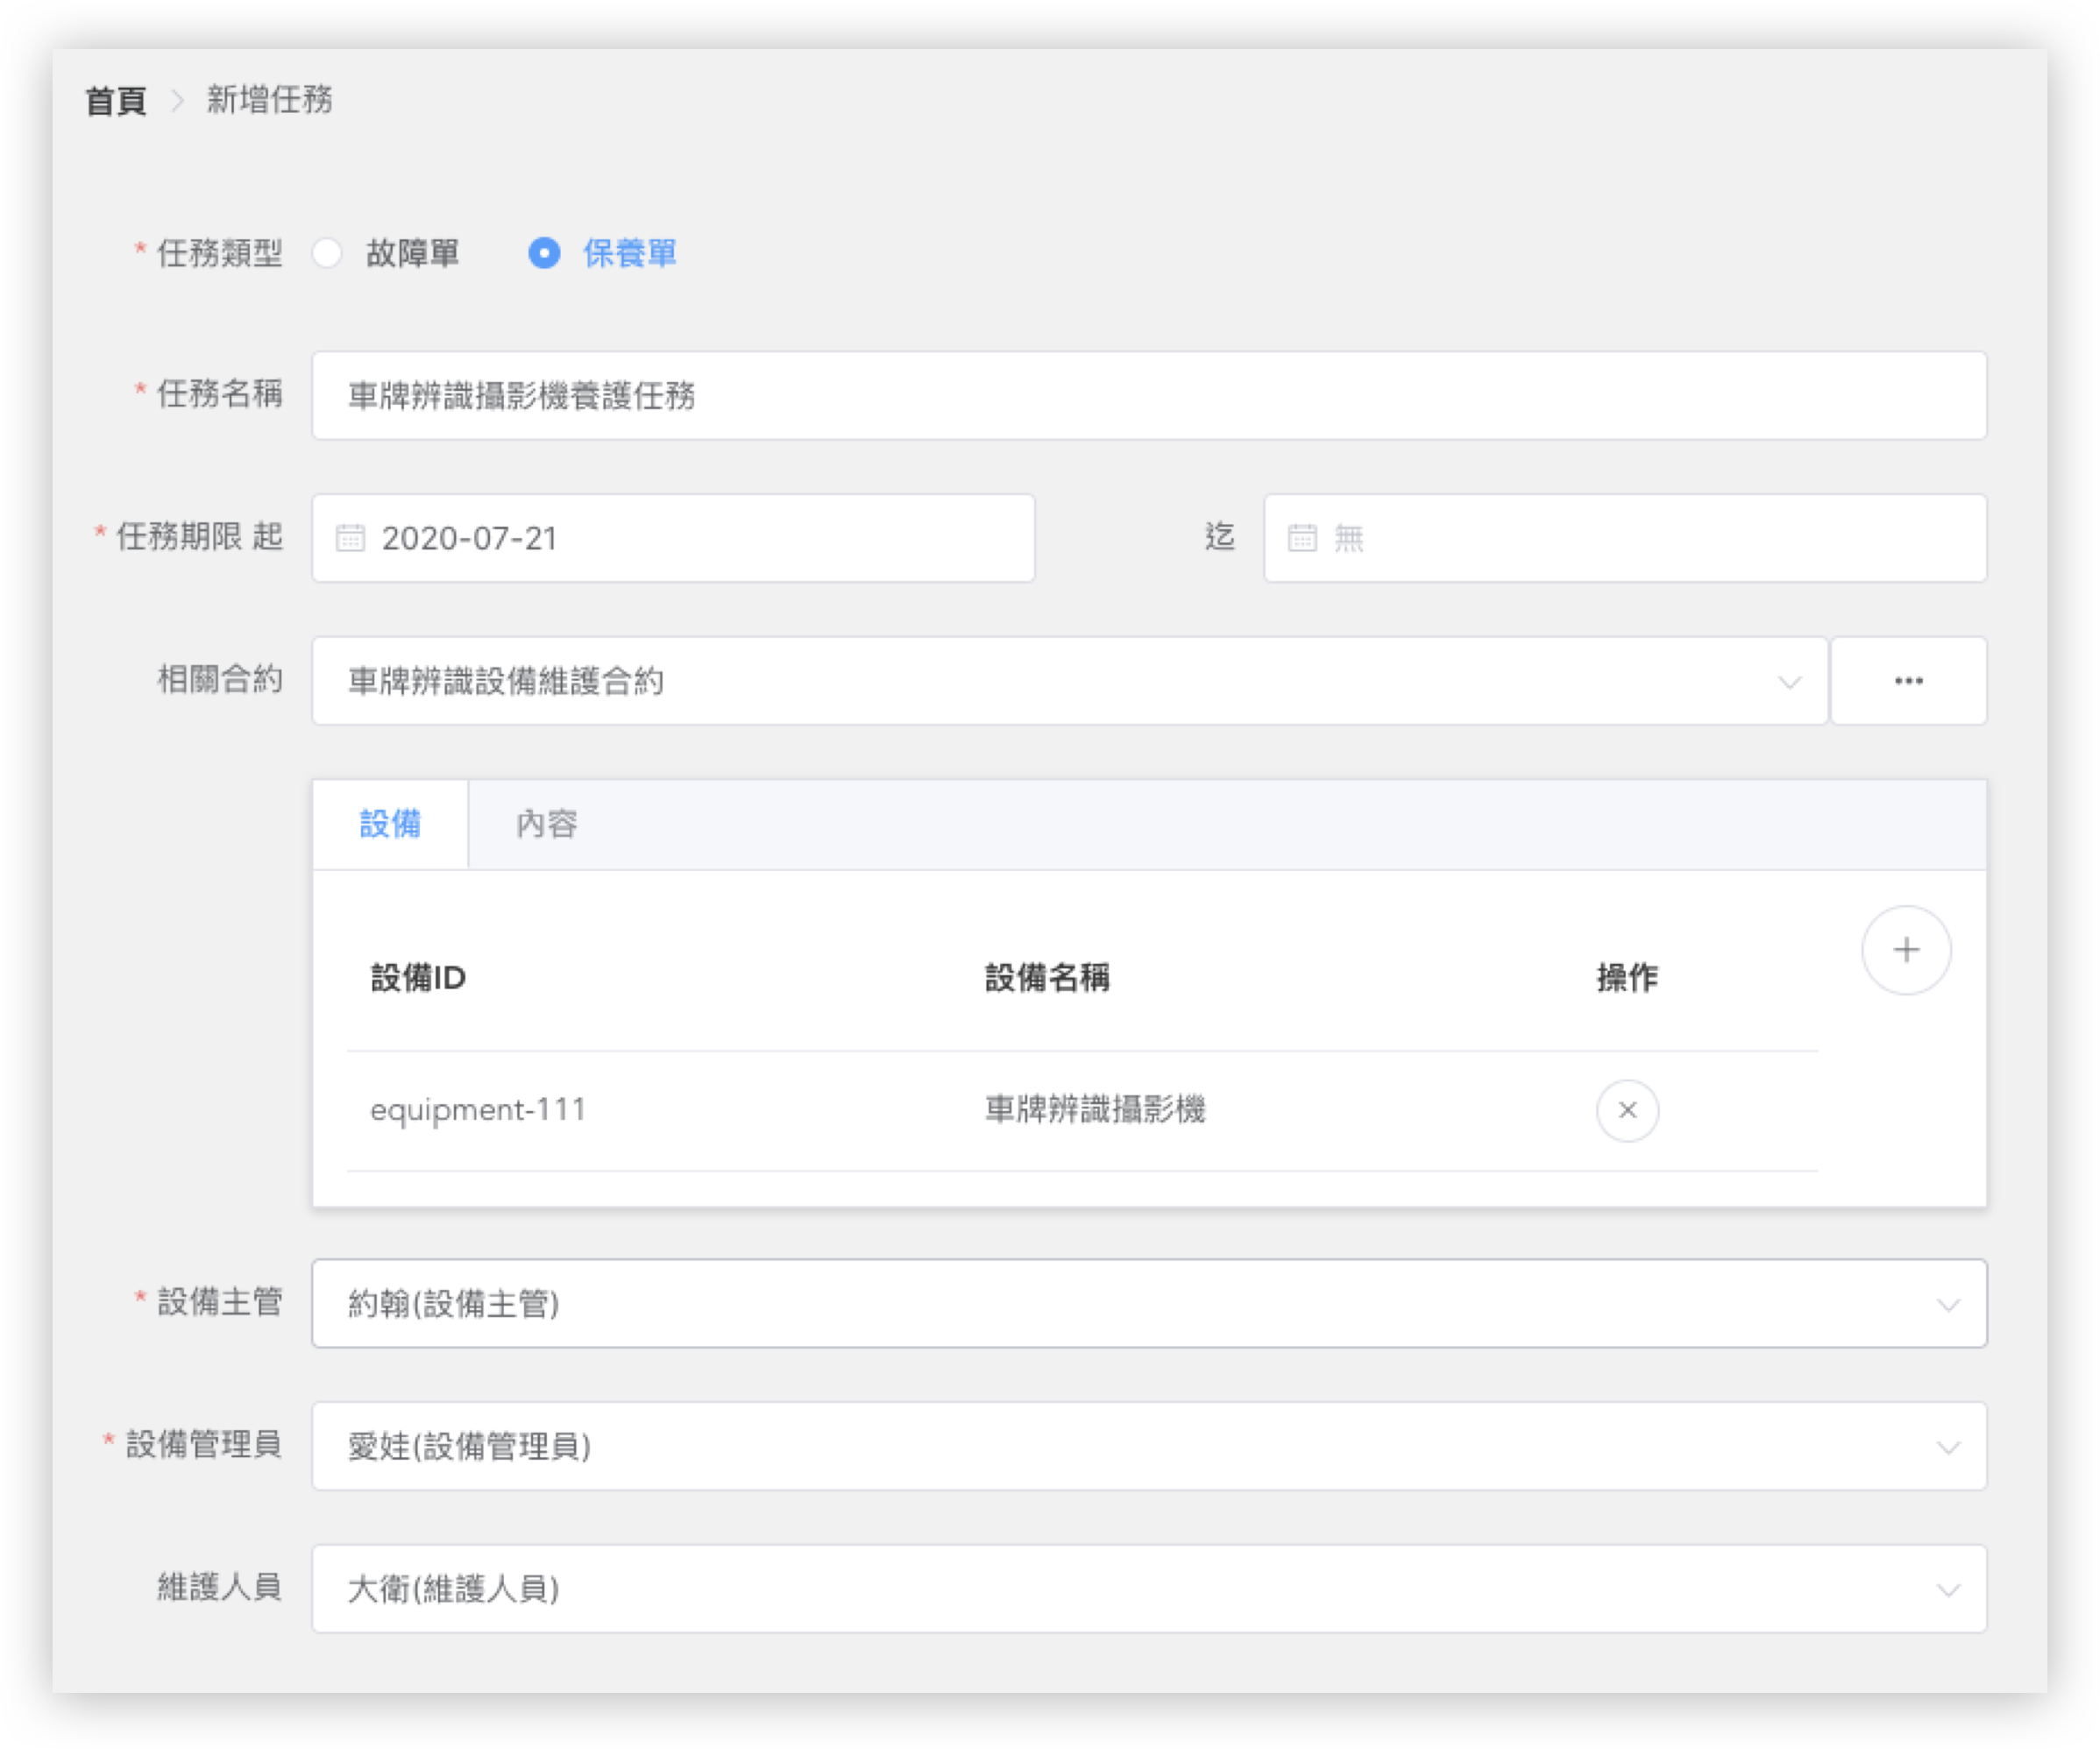 首頁 > 新增任務
* 任務類型 故障單 保養單
* 任務名稱 車牌辨識攝影機養護任務
* 任務期限 起 2020-07-21 迄 無
相關合約 車牌辨識設備維護合約 •••
設備 內容
設備ID 設備名稱 操作
equipment-111 車牌辨識攝影機
* 設備主管 約翰(設備主管)
* 設備管理員 愛娃(設備管理員)
維護人員 大衛(維護人員)